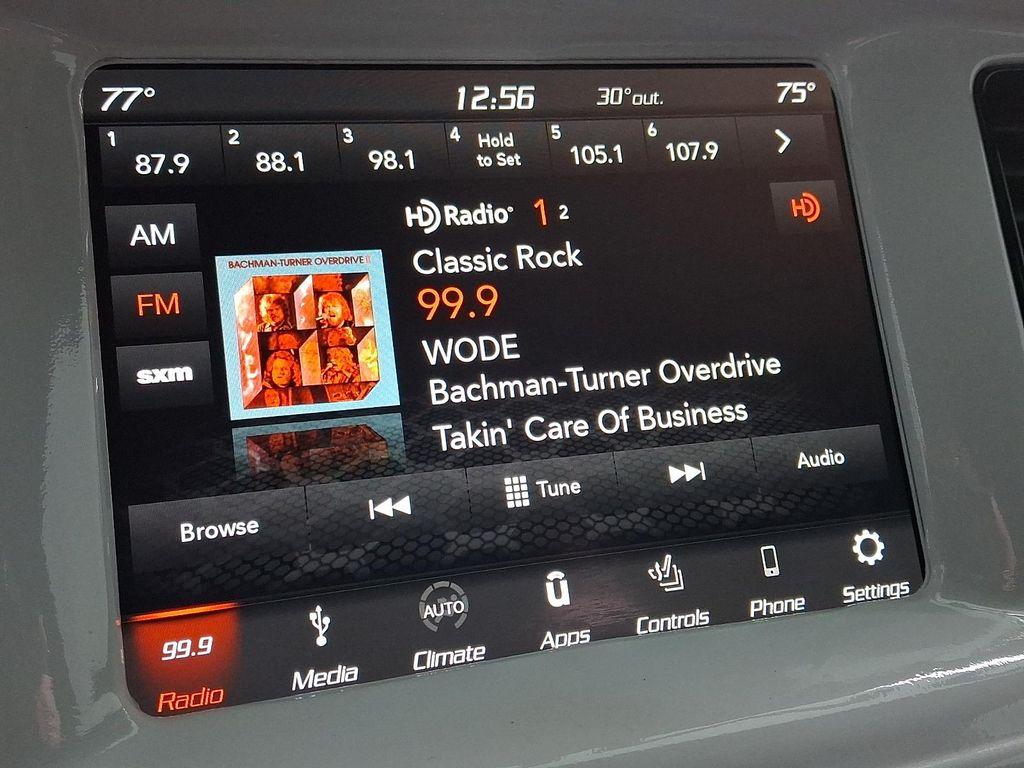 77° 12:56 30°out. 75°
1 87.9 2 88.1 3 98.1 4 Hold to Set 5 105.1 6 107.9
HD Radio 1 2 HD
AM
Classic Rock
FM
99.9
sxm
WODE
Bachman-Turner Overdrive
Takin' Care Of Business
BACHMAN-TURNER OVERDRIVE II
Browse Tune Audio
99.9 AUTO
Radio Media Climate Apps Controls Phone Settings